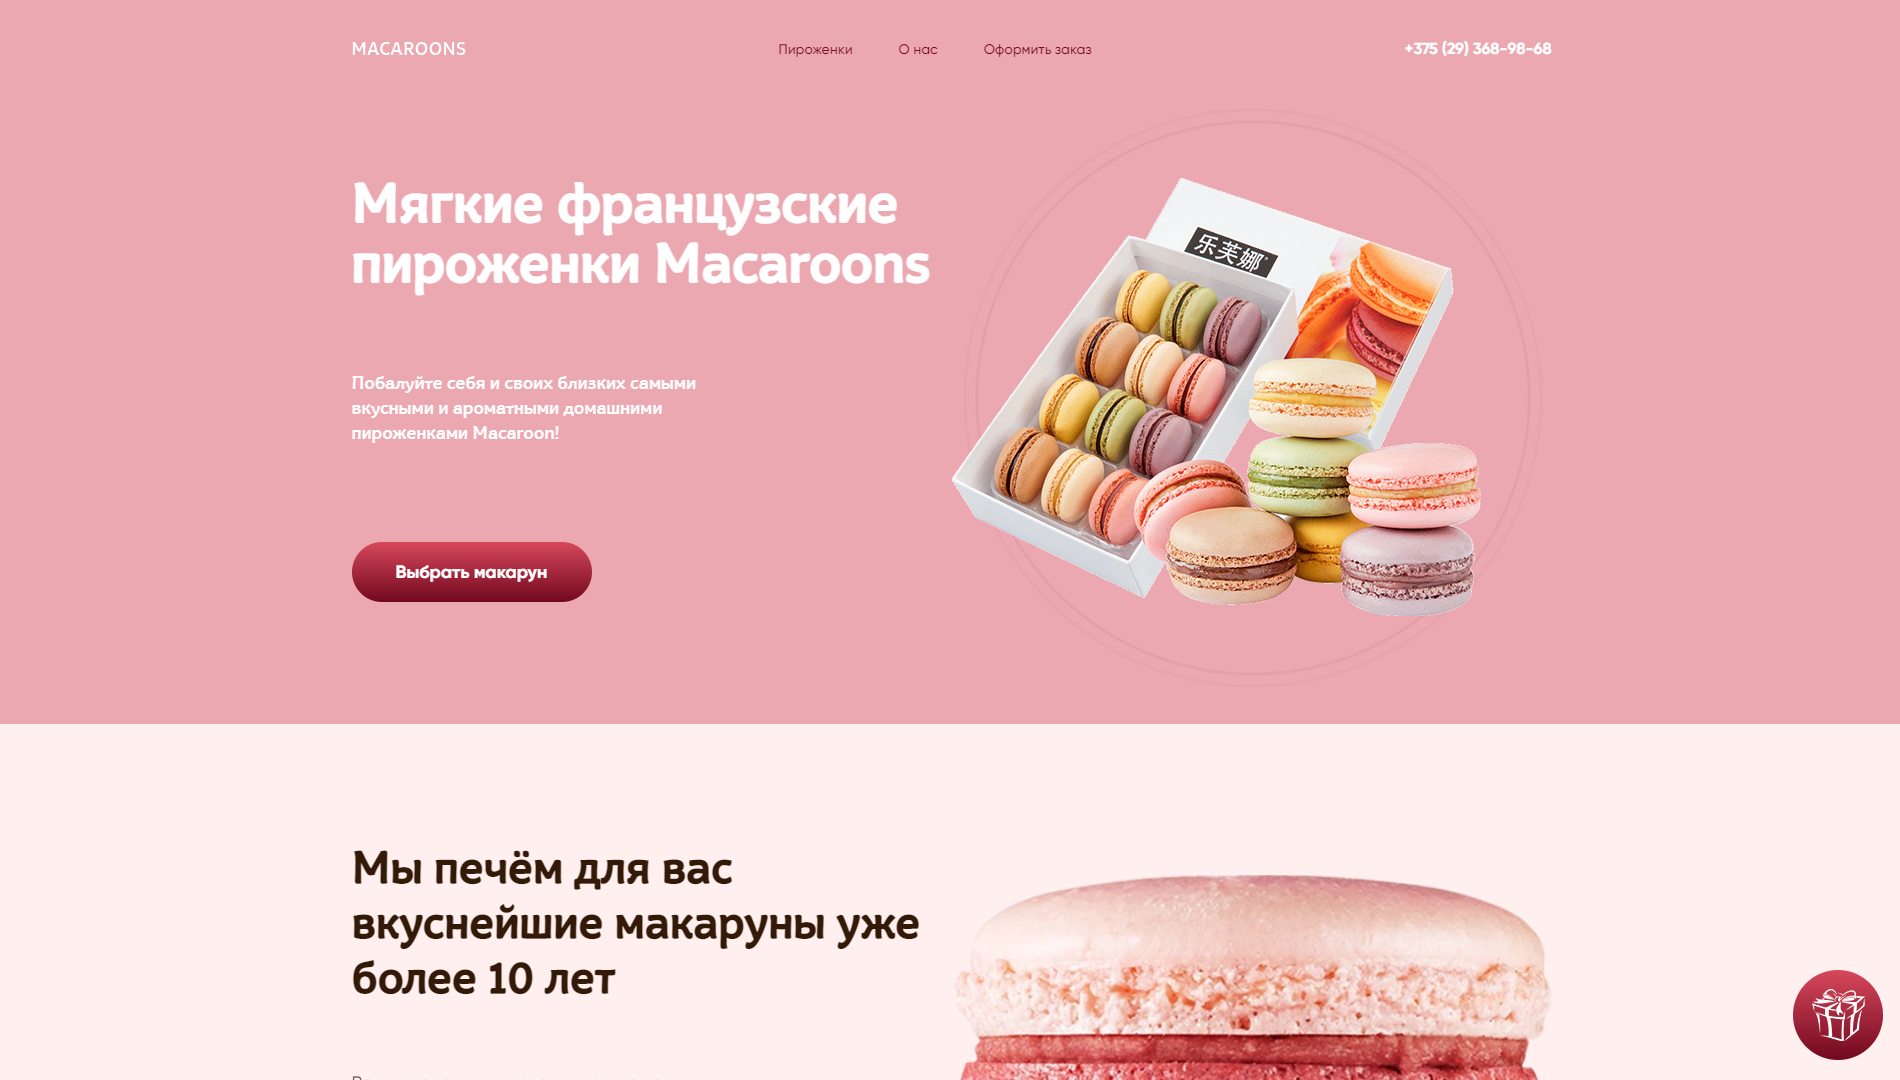 MACAROONS
Пироженки
О нас
Оформить заказ
+375 (29) 368-98-68
Мягкие французские
пироженки Macaroons
乐芙娜
Побалуйте себя и своих близких самыми
вкусными и ароматными домашними
пироженками Macaroon!
Выбрать макарун
Мы печём для вас
вкуснейшие макаруны уже
более 10 лет